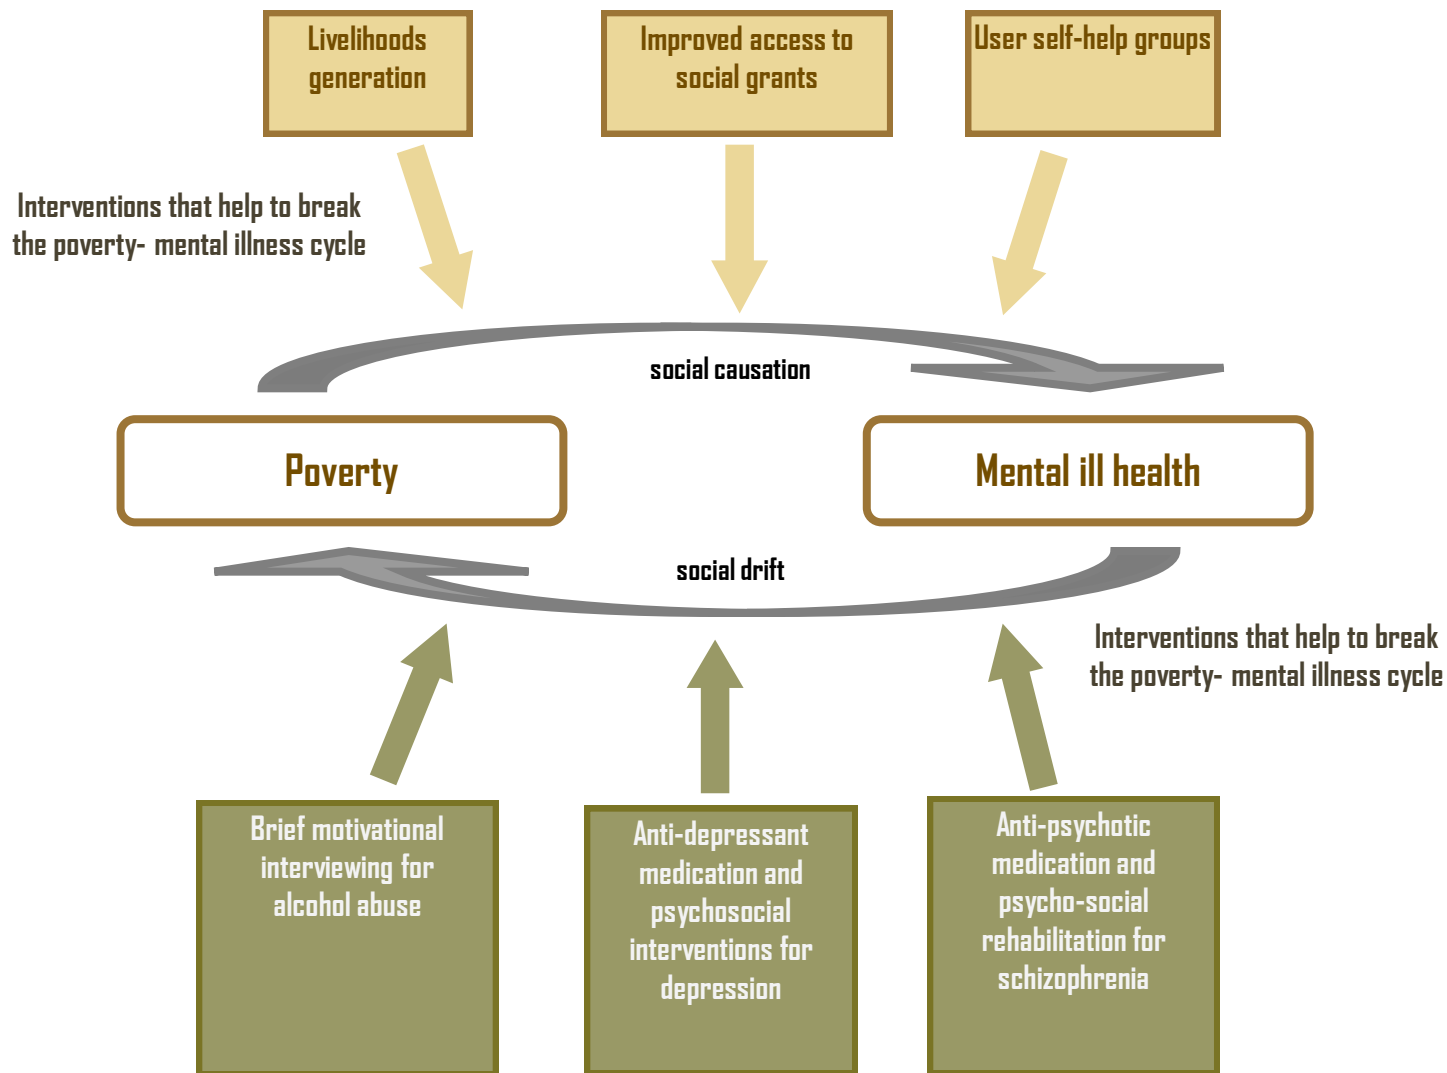 Livelihoods
generation
Improved access to
social grants
User self-help groups
Interventions that help to break
the poverty- mental illness cycle
social causation
Poverty
Mental ill health
social drift
Interventions that help to break
the poverty- mental illness cycle
Brief motivational
interviewing for
alcohol abuse
Anti-depressant
medication and
psychosocial
interventions for
depression
Anti-psychotic
medication and
psycho-social
rehabilitation for
schizophrenia